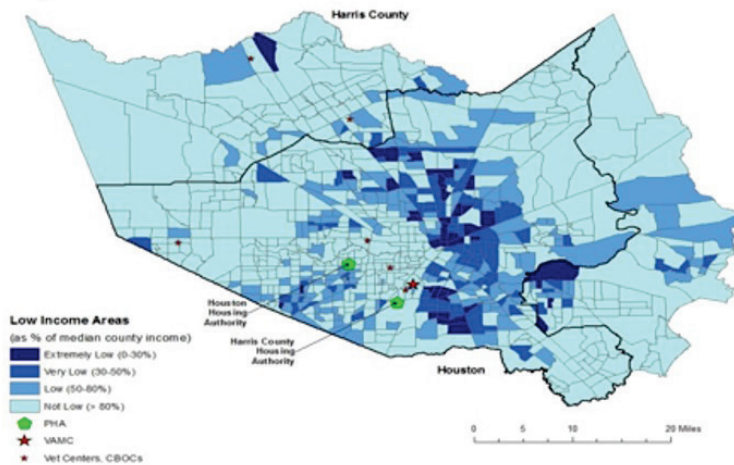 Harris County
Houston
Housing
Authority
Harris County
Housing
Authority
Houston
Low Income Areas
(as % of median county income)
Extremely Low (0-30%)
Very Low (30-50%)
Low (50-80%)
Not Low (> 80%)
PHA
VAMC
Vet Centers, CBOCs
0 5 10 20 Miles